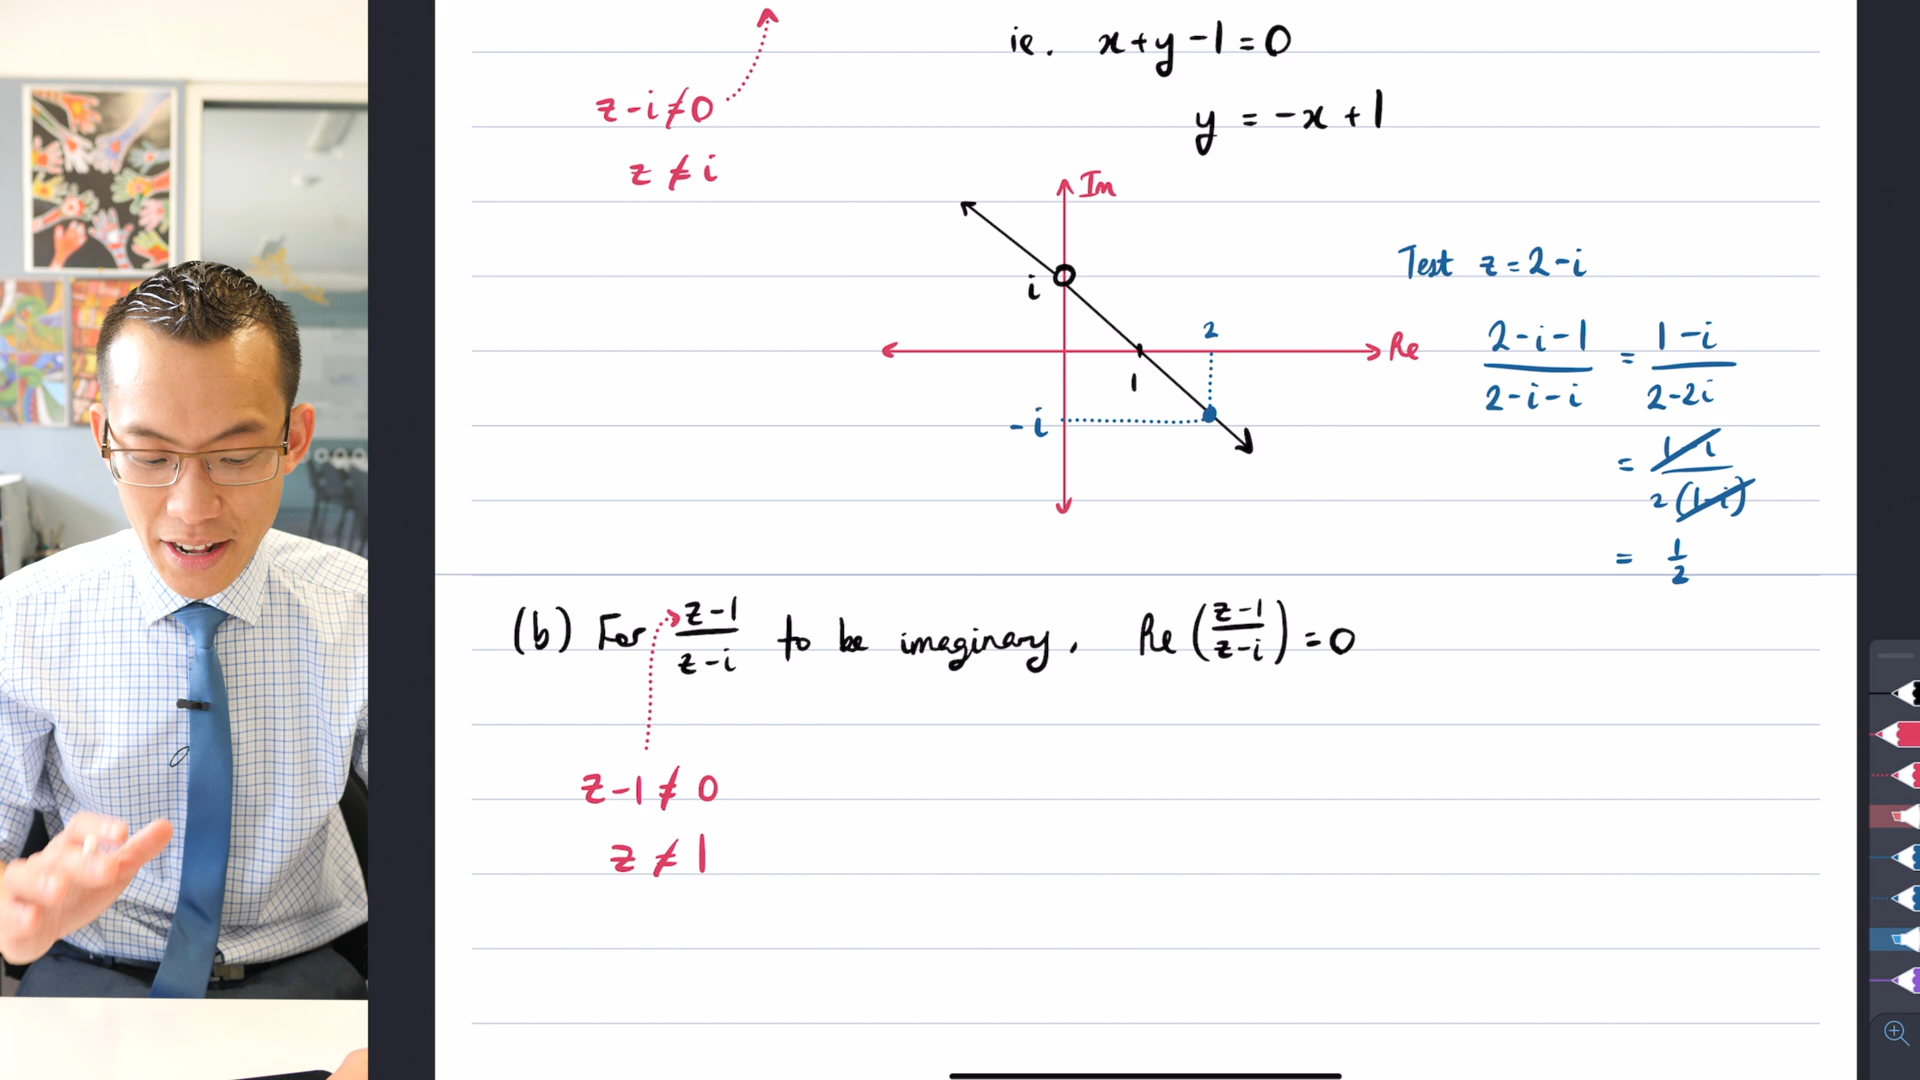 ie. x+y-1=0
z-i≠0
y = -x+1
z ≠ i
Im
Test z=2-i
i
2
(2-i-1)/(2-i-i) = (1-i)/(2-2i)
Re
1
-i
= (1-i)/(2(1-i))
= 1/2
(b) For (z-1)/(z-i) to be imaginary, Re((z-1)/(z-i)) = 0
z-1 ≠ 0
z ≠ 1